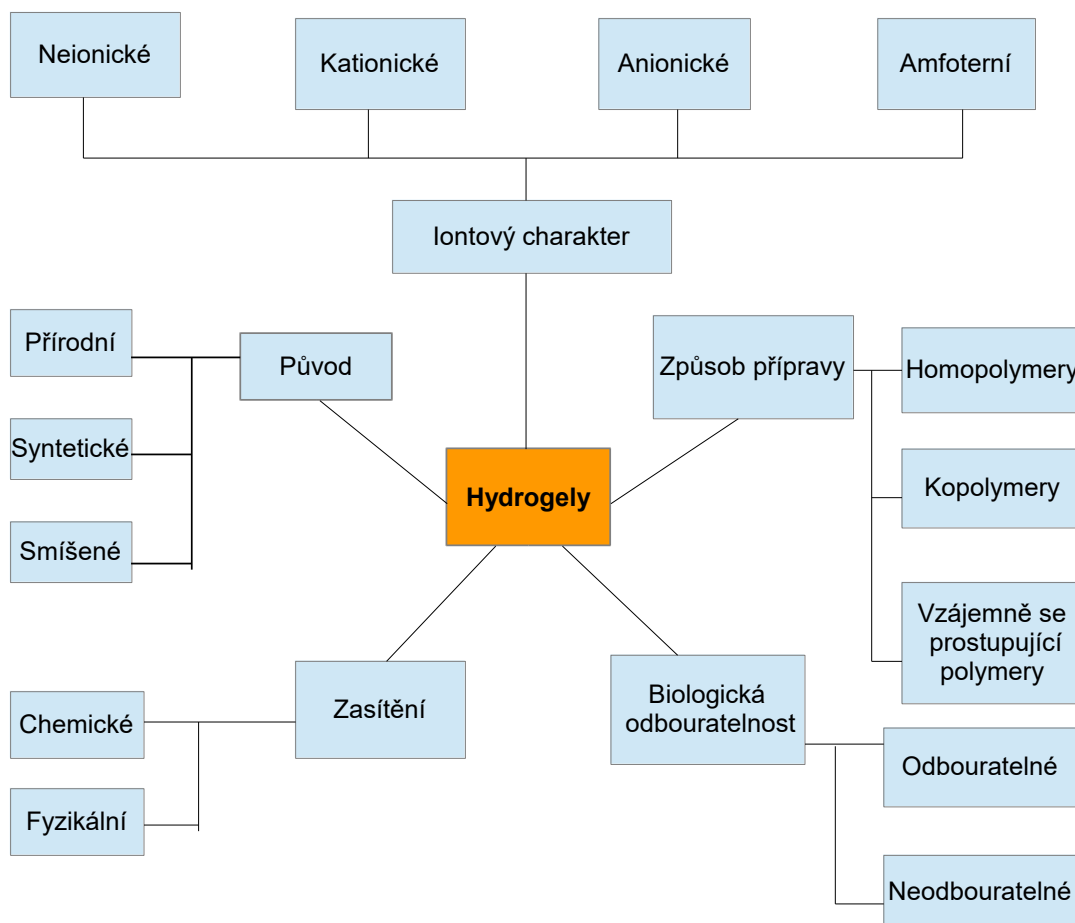 Neionické
Kationické
Anionické
Amfoterní
Iontový charakter
Přírodní
Původ
Způsob přípravy
Homopolymery
Syntetické
Hydrogely
Kopolymery
Smíšené
Vzájemně se
prostupující
polymery
Chemické
Zasítění
Biologická
odbouratelnost
Odbouratelné
Fyzikální
Neodbouratelné